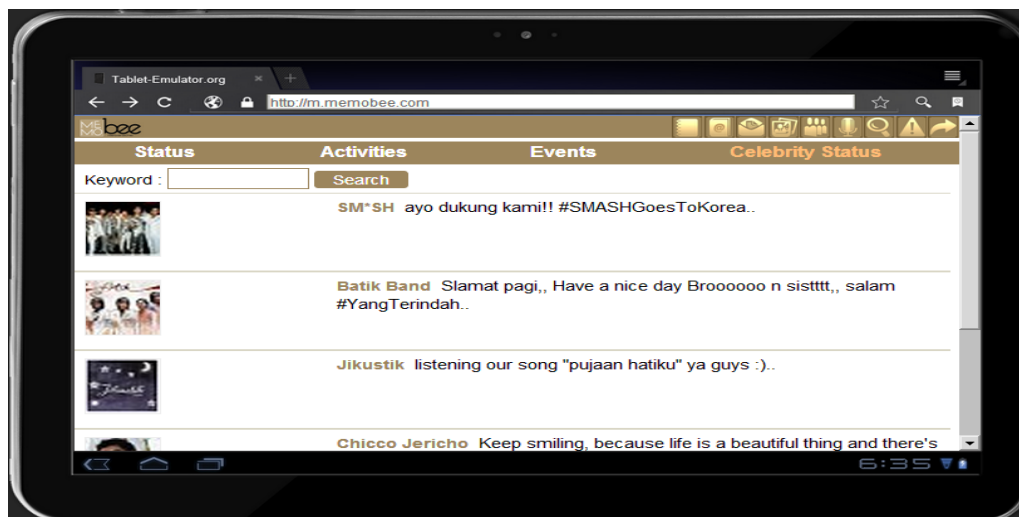 Tablet-Emulator.org
http://m.memobee.com
MEMO bee
Status Activities Events Celebrity Status
Keyword : Search
SM*SH ayo dukung kami!! #SMASHGoesToKorea..
Batik Band Slamat pagi,, Have a nice day Broooooo n sistttt,, salam
#YangTerindah..
Jikustik listening our song "pujaan hatiku" ya guys :)..
Jikustik
Chicco Jericho Keep smiling, because life is a beautiful thing and there's
6:35